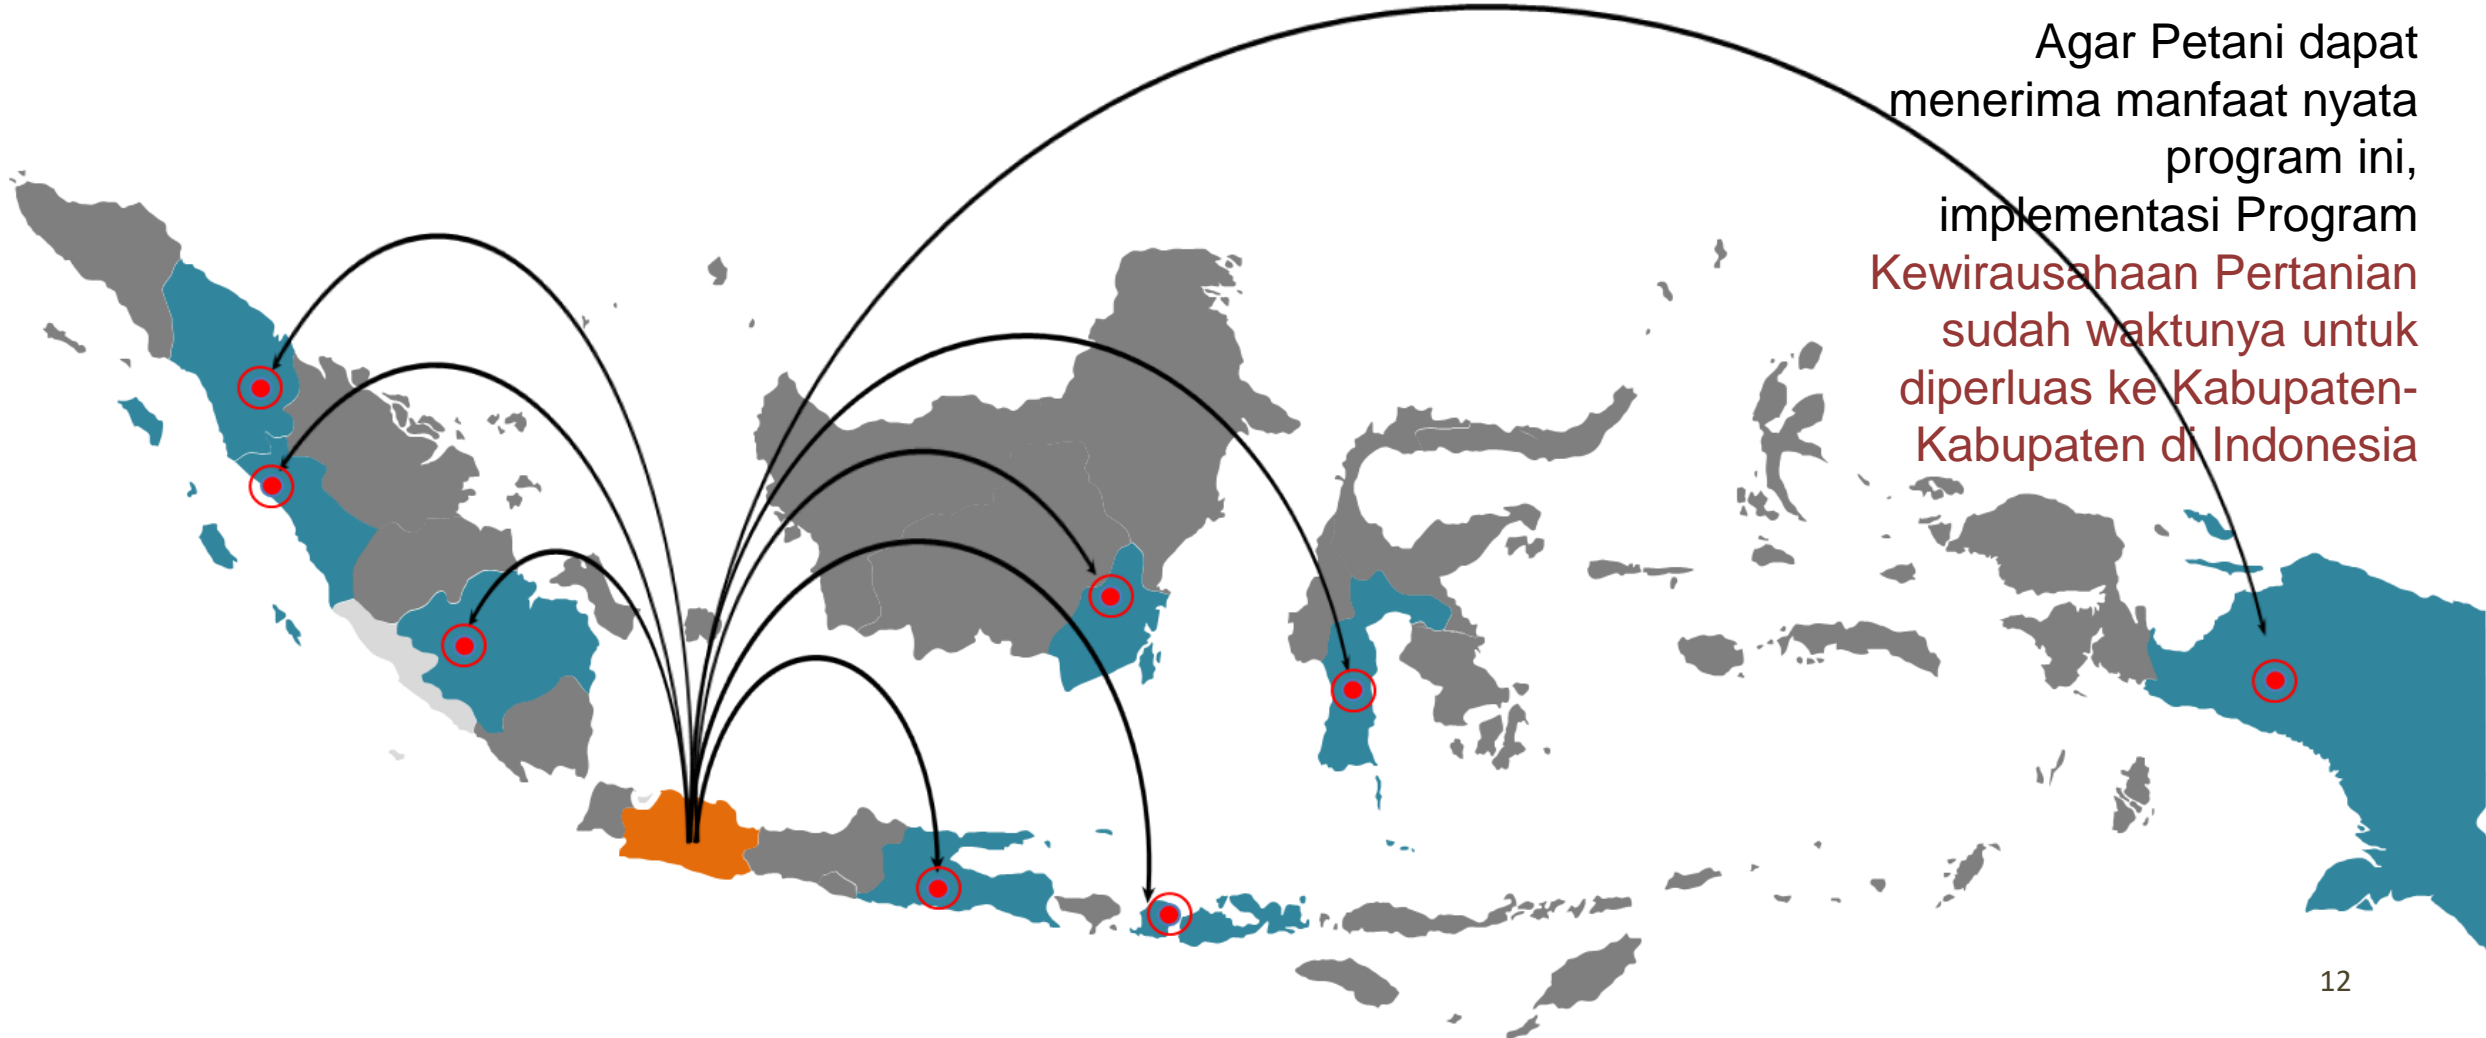 Agar Petani dapat
menerima manfaat nyata
program ini,
implementasi Program
Kewirausahaan Pertanian
sudah waktunya untuk
diperluas ke Kabupaten-
Kabupaten di Indonesia
12